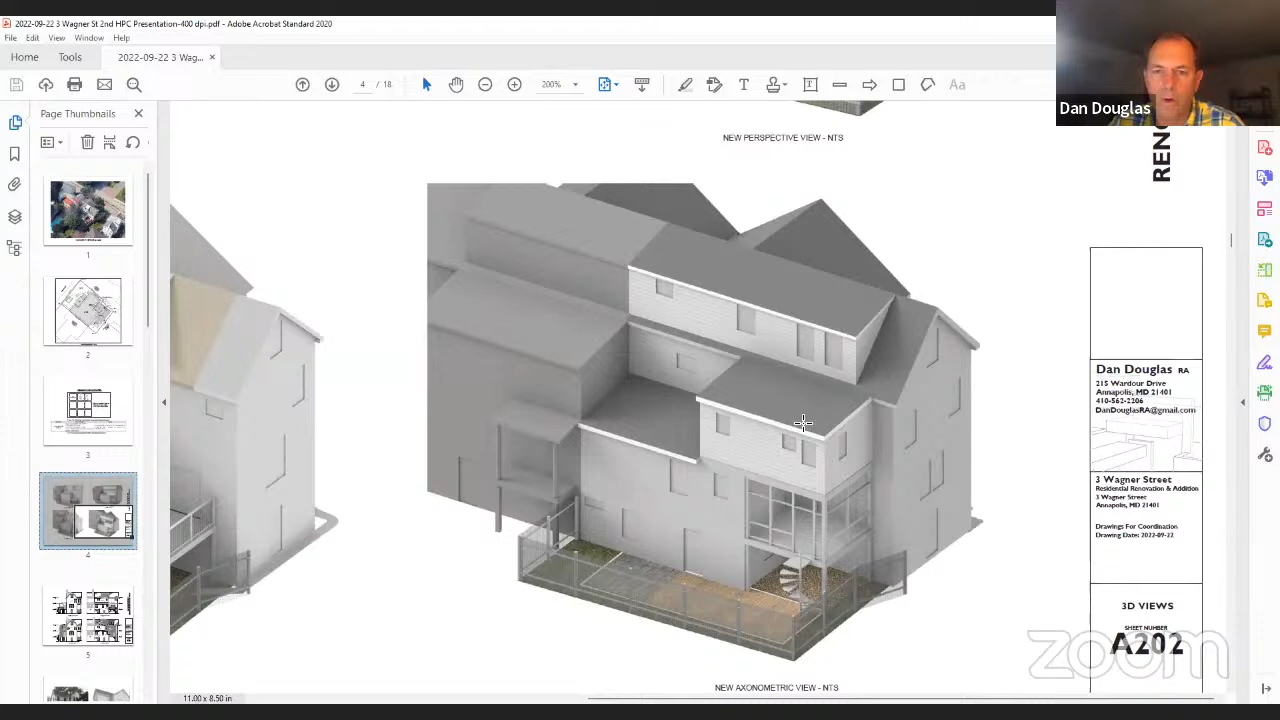 2022-09-22 3 Wagner St 2nd HPC Presentation-400 dpi.pdf - Adobe Acrobat Standard 2020
File Edit View Window Help
Home Tools 2022-09-22 3 Wag... ×
4 / 18 200% Aa
Dan Douglas
Page Thumbnails
1
2
3
4
5
NEW PERSPECTIVE VIEW - NTS
RENO
Dan Douglas RA
215 Wardour Drive
Annapolis, MD 21401
410-562-2206
DanDouglasRA@gmail.com
3 Wagner Street
Residential Renovation & Addition
3 Wagner Street
Annapolis, MD 21401
Drawings For Coordination
Drawing Date: 2022-09-22
3D VIEWS
SHEET NUMBER
A202
zoom
NEW AXONOMETRIC VIEW - NTS
11.00 x 8.50 in